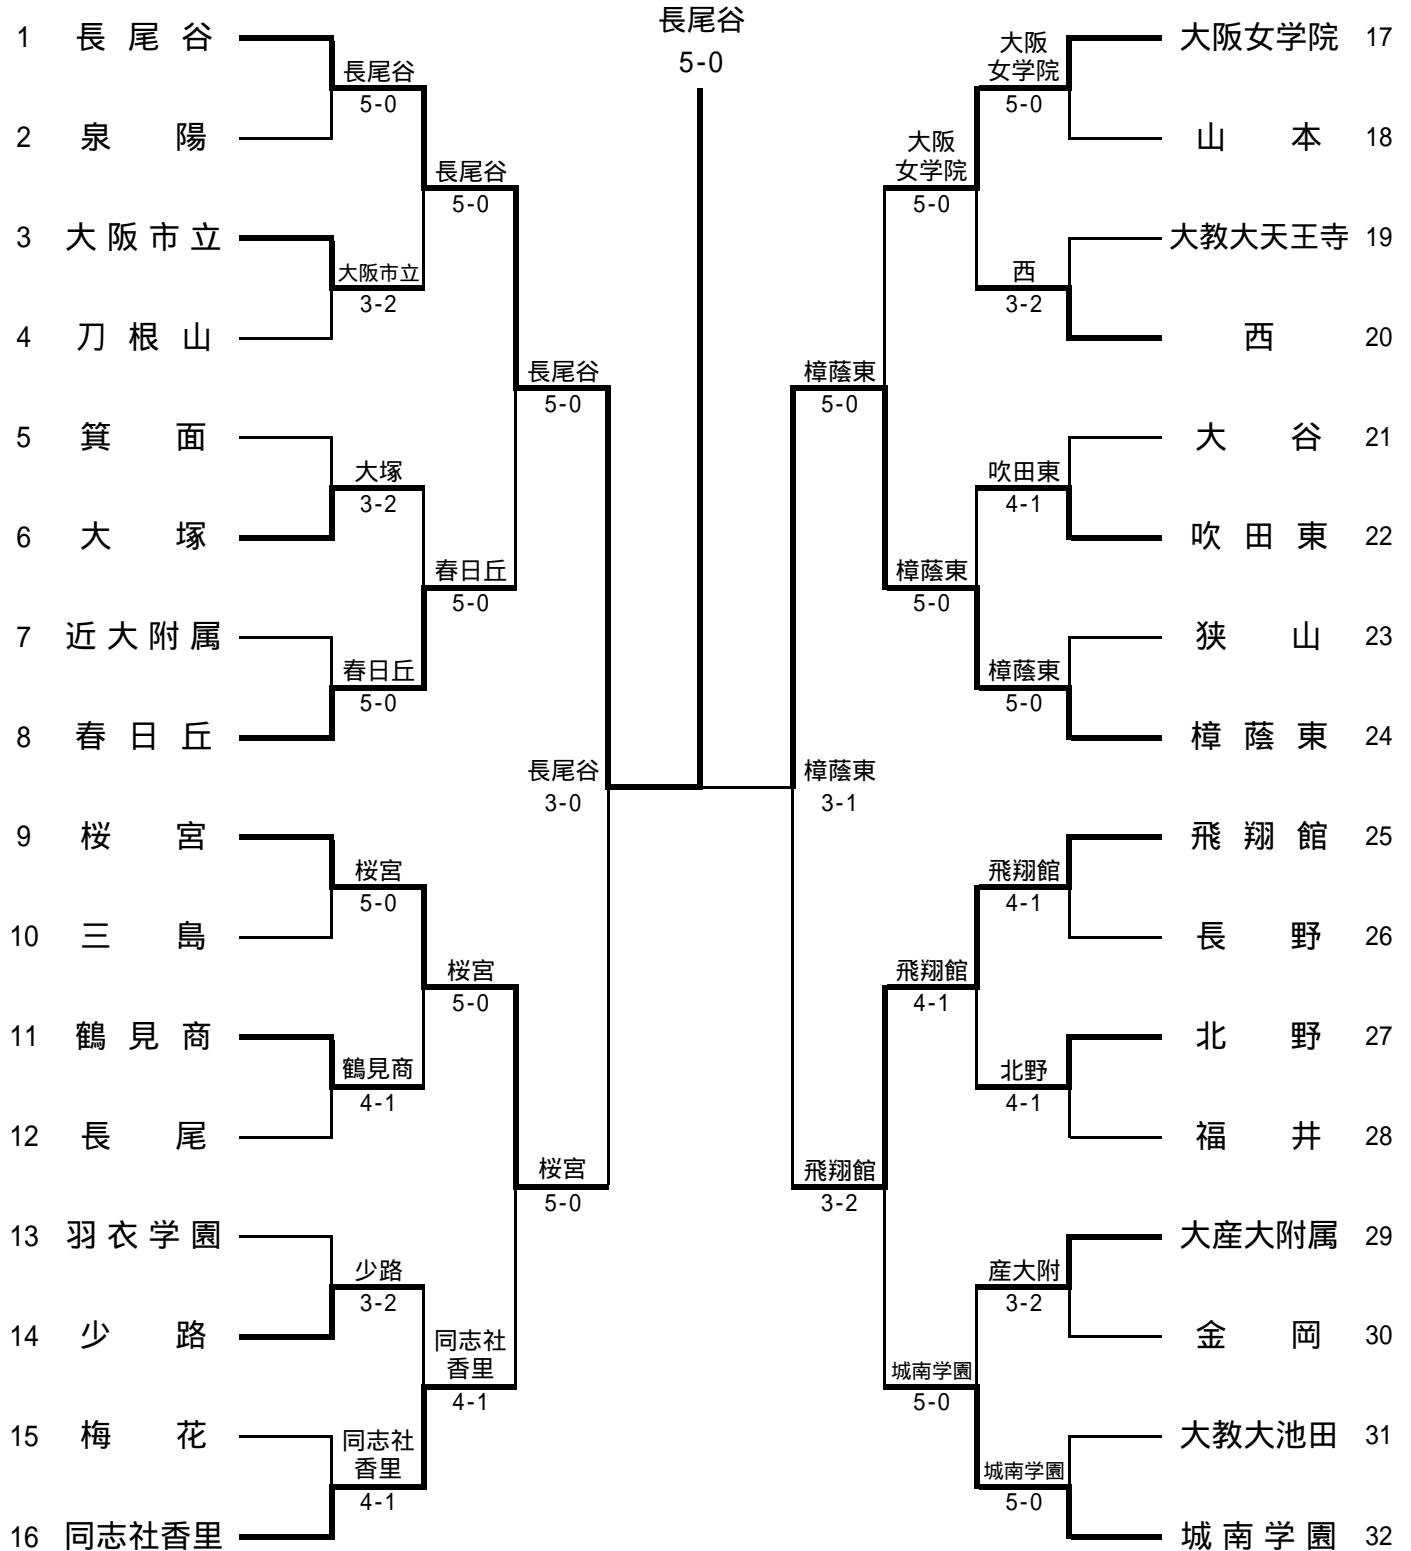 長尾谷
5-0
1 長尾谷
2 泉陽
3 大阪市立
4 刀根山
5 箕面
6 大塚
7 近大附属
8 春日丘
9 桜宮
10 三島
11 鶴見商
12 長尾
13 羽衣学園
14 少路
15 梅花
16 同志社香里
長尾谷
5-0
大阪市立
3-2
大塚
3-2
春日丘
5-0
桜宮
5-0
鶴見商
4-1
少路
3-2
同志社
香里
4-1
長尾谷
5-0
春日丘
5-0
桜宮
5-0
同志社
香里
4-1
長尾谷
5-0
桜宮
5-0
長尾谷
3-0
樟蔭東
3-1
樟蔭東
5-0
飛翔館
3-2
大阪
女学院
5-0
樟蔭東
5-0
飛翔館
4-1
城南学園
5-0
大阪
女学院
5-0
西
3-2
吹田東
4-1
樟蔭東
5-0
飛翔館
4-1
北野
4-1
産大附
3-2
城南学園
5-0
大阪女学院 17
山本 18
大教大天王寺 19
西 20
大谷 21
吹田東 22
狭山 23
樟蔭東 24
飛翔館 25
長野 26
北野 27
福井 28
大産大附属 29
金岡 30
大教大池田 31
城南学園 32